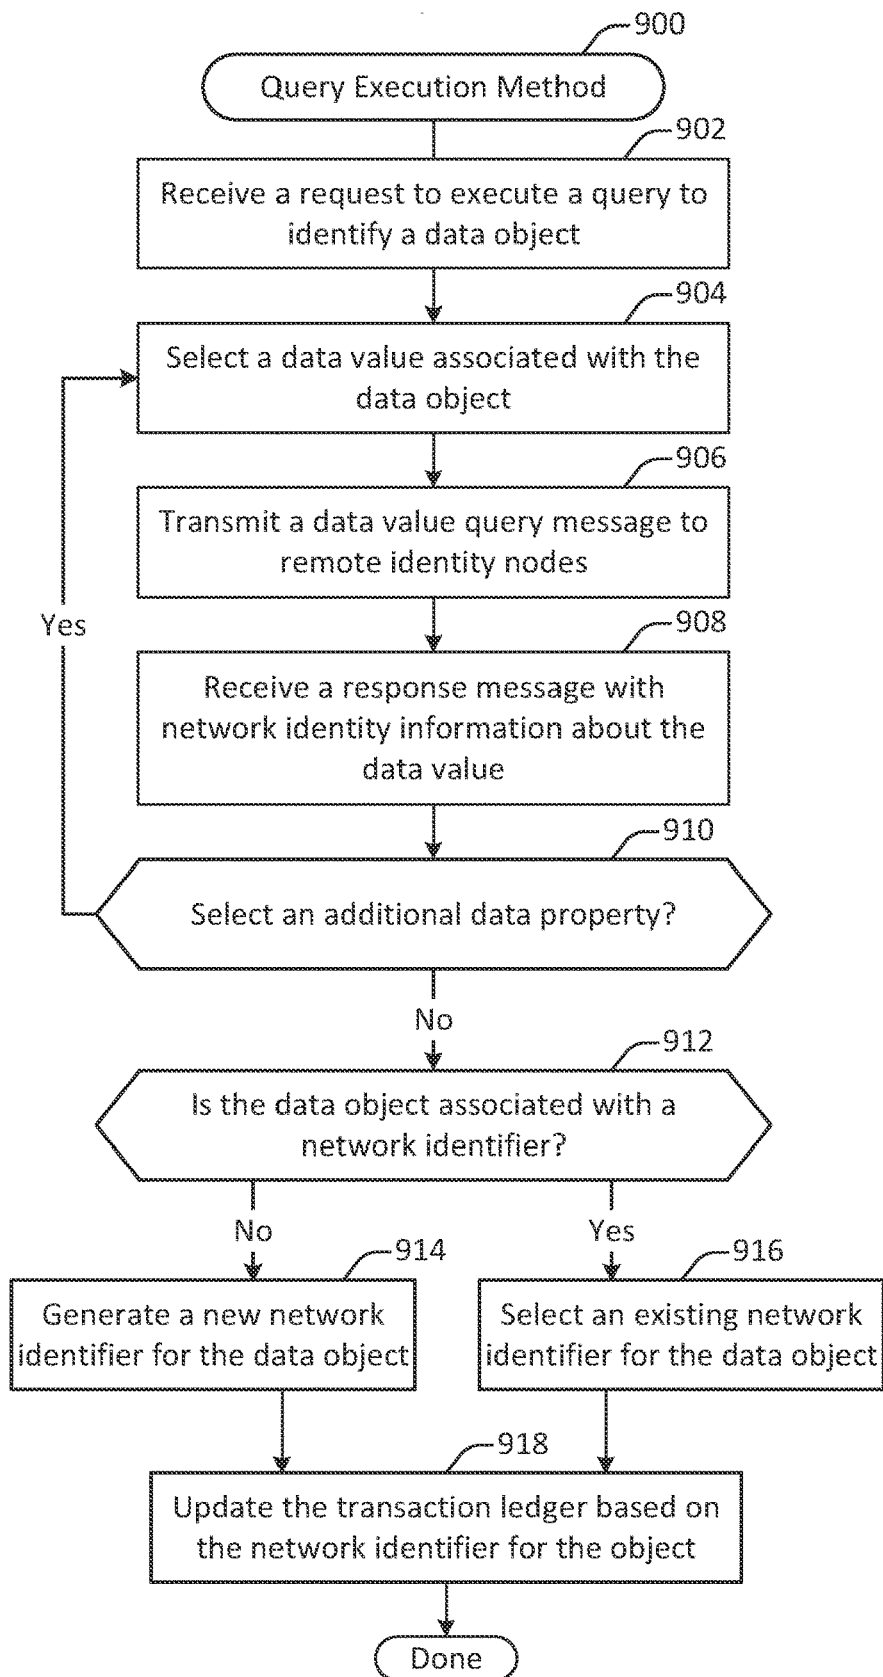 900
Query Execution Method
902
Receive a request to execute a query to
identify a data object
904
Select a data value associated with the
data object
906
Transmit a data value query message to
remote identity nodes
Yes
908
Receive a response message with
network identity information about the
data value
910
Select an additional data property?
No
912
Is the data object associated with a
network identifier?
No
Yes
914
916
Generate a new network
identifier for the data object
Select an existing network
identifier for the data object
918
Update the transaction ledger based on
the network identifier for the object
Done